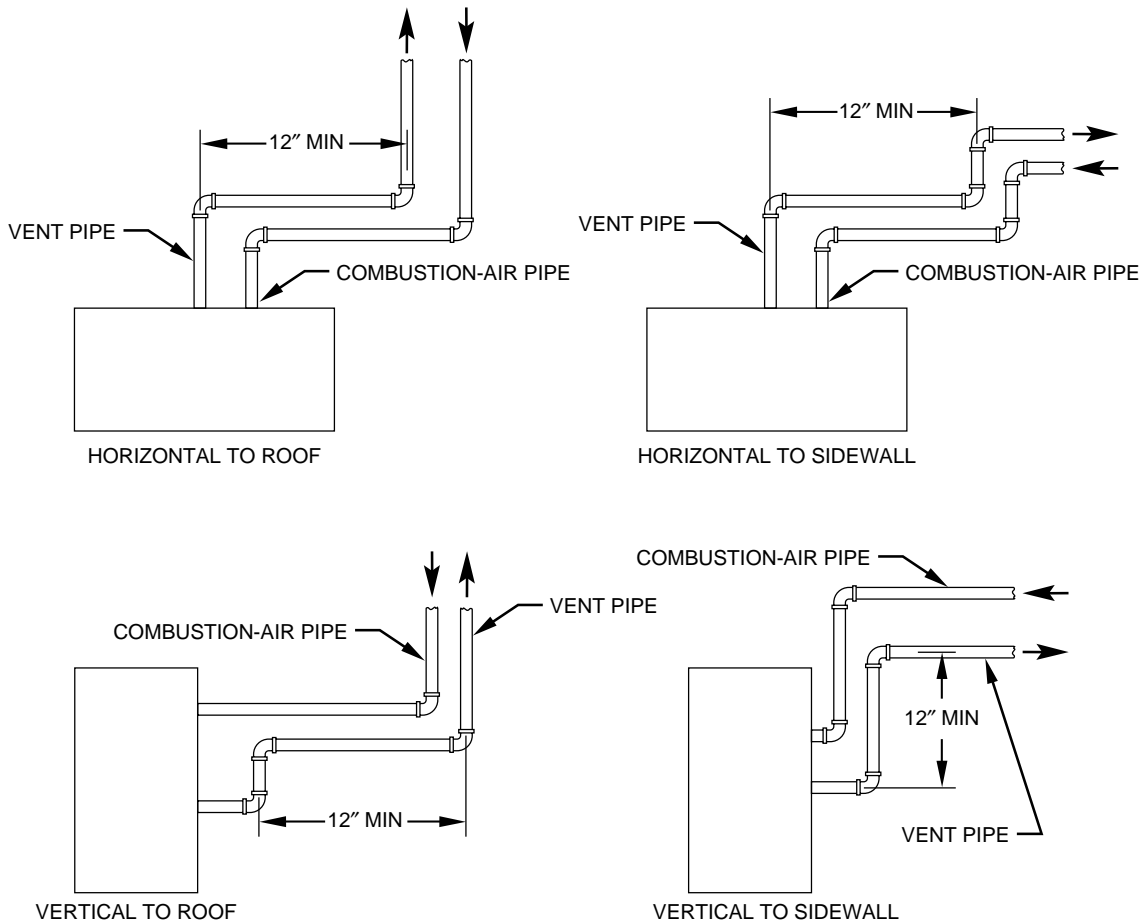 12″ MIN
VENT PIPE
COMBUSTION-AIR PIPE
HORIZONTAL TO ROOF
12″ MIN
VENT PIPE
COMBUSTION-AIR PIPE
HORIZONTAL TO SIDEWALL
COMBUSTION-AIR PIPE
VENT PIPE
12″ MIN
VERTICAL TO ROOF
COMBUSTION-AIR PIPE
12″ MIN
VENT PIPE
VERTICAL TO SIDEWALL